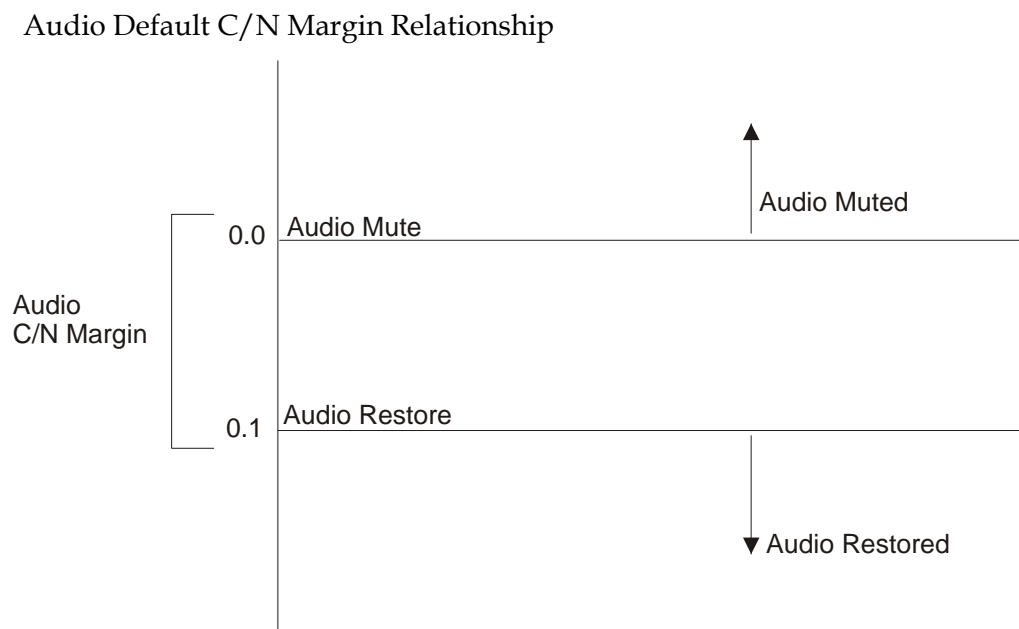 Audio Default C/N Margin Relationship
Audio Muted
0.0 Audio Mute
Audio
C/N Margin
0.1 Audio Restore
Audio Restored